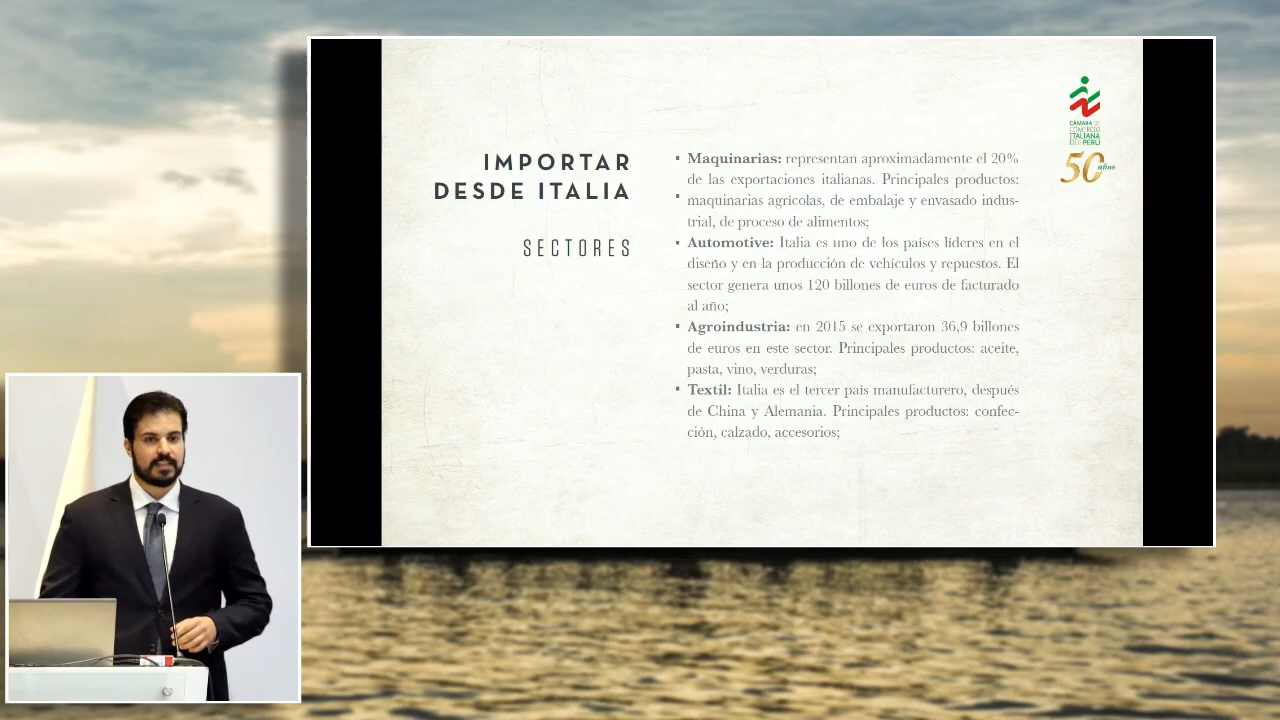 IMPORTAR
DESDE ITALIA
SECTORES
▪ Maquinarias: representan aproximadamente el 20%
de las exportaciones italianas. Principales productos:
▪ maquinarias agrícolas, de embalaje y envasado indus-
trial, de proceso de alimentos;
▪ Automotive: Italia es uno de los países líderes en el
diseño y en la producción de vehículos y repuestos. El
sector genera unos 120 billones de euros de facturado
al año;
▪ Agroindustria: en 2015 se exportaron 36,9 billones
de euros en este sector. Principales productos: aceite,
pasta, vino, verduras;
▪ Textil: Italia es el tercer país manufacturero, después
de China y Alemania. Principales productos: confec-
ción, calzado, accesorios;
CÁMARA DE
COMERCIO
ITALIANA
DEL PERÚ
50 años